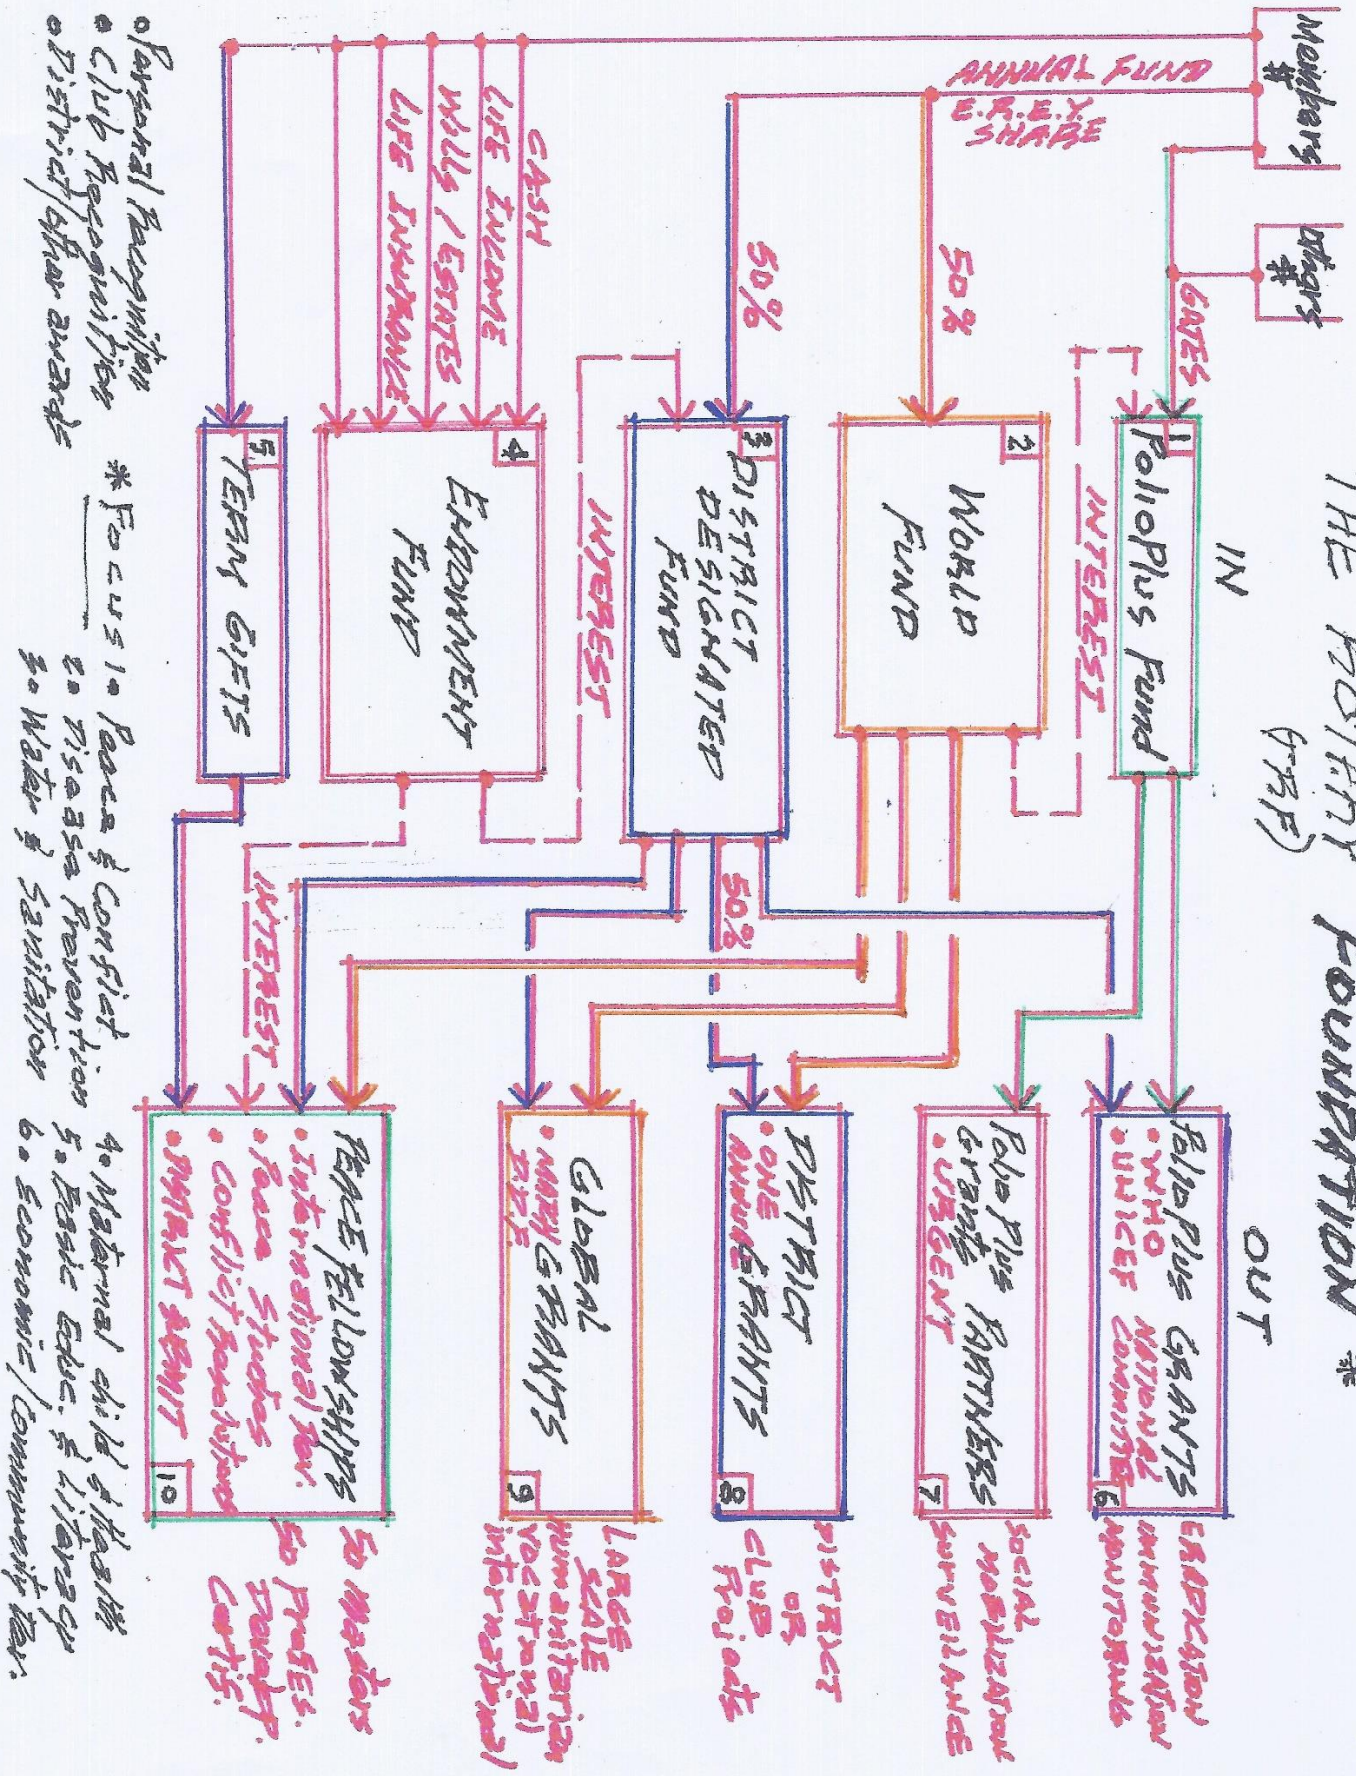 THE ROTARY FOUNDATION *
(TRF)
IN
OUT
Members
#
Others
#
ANNUAL FUND
E.R.E.Y.
SHARE
GATES
50%
50%
CASH
LIFE INCOME
WILLS / ESTATES
LIFE INSURANCE
INTEREST
INTEREST
INTEREST
50%
1
PolioPlus Fund
2
WORLD
FUND
3
DISTRICT
DESIGNATED
FUND
4
ENDOWMENT
FUND
5
TERM GIFTS
PolioPlus GRANTS
• WHO
• UNICEF
NATIONAL
COMMITEE
6
ERADICATION
IMMUNIZATION
MONITORING
PolioPlus PARTNERS
Grants
• URGENT
7
SOCIAL
MOBILIZATION
SURVEILANCE
DISTRICT
GRANTS
• ONE
ANNUAL
8
DISTRICT
OR
CLUB
Projects
GLOBAL
GRANTS
• MANY
9
LARGE
SCALE
Humanitarian
Vocational
international
PEACE FELLOWSHIPS
• International Dev.
• Peace Studies
• Conflict Resolutions
10
50 Masters
50 Profes.
Develop.
Certif.
• Personal Recognition
• Club Recognition
• District/other awards
* Focus
1. Peace & Conflict
2. Disease Prevention
3. Water & Sanitation
4. Maternal child & Health
5. Basic Educ. & Literacy
6. Economic/Community Dev.